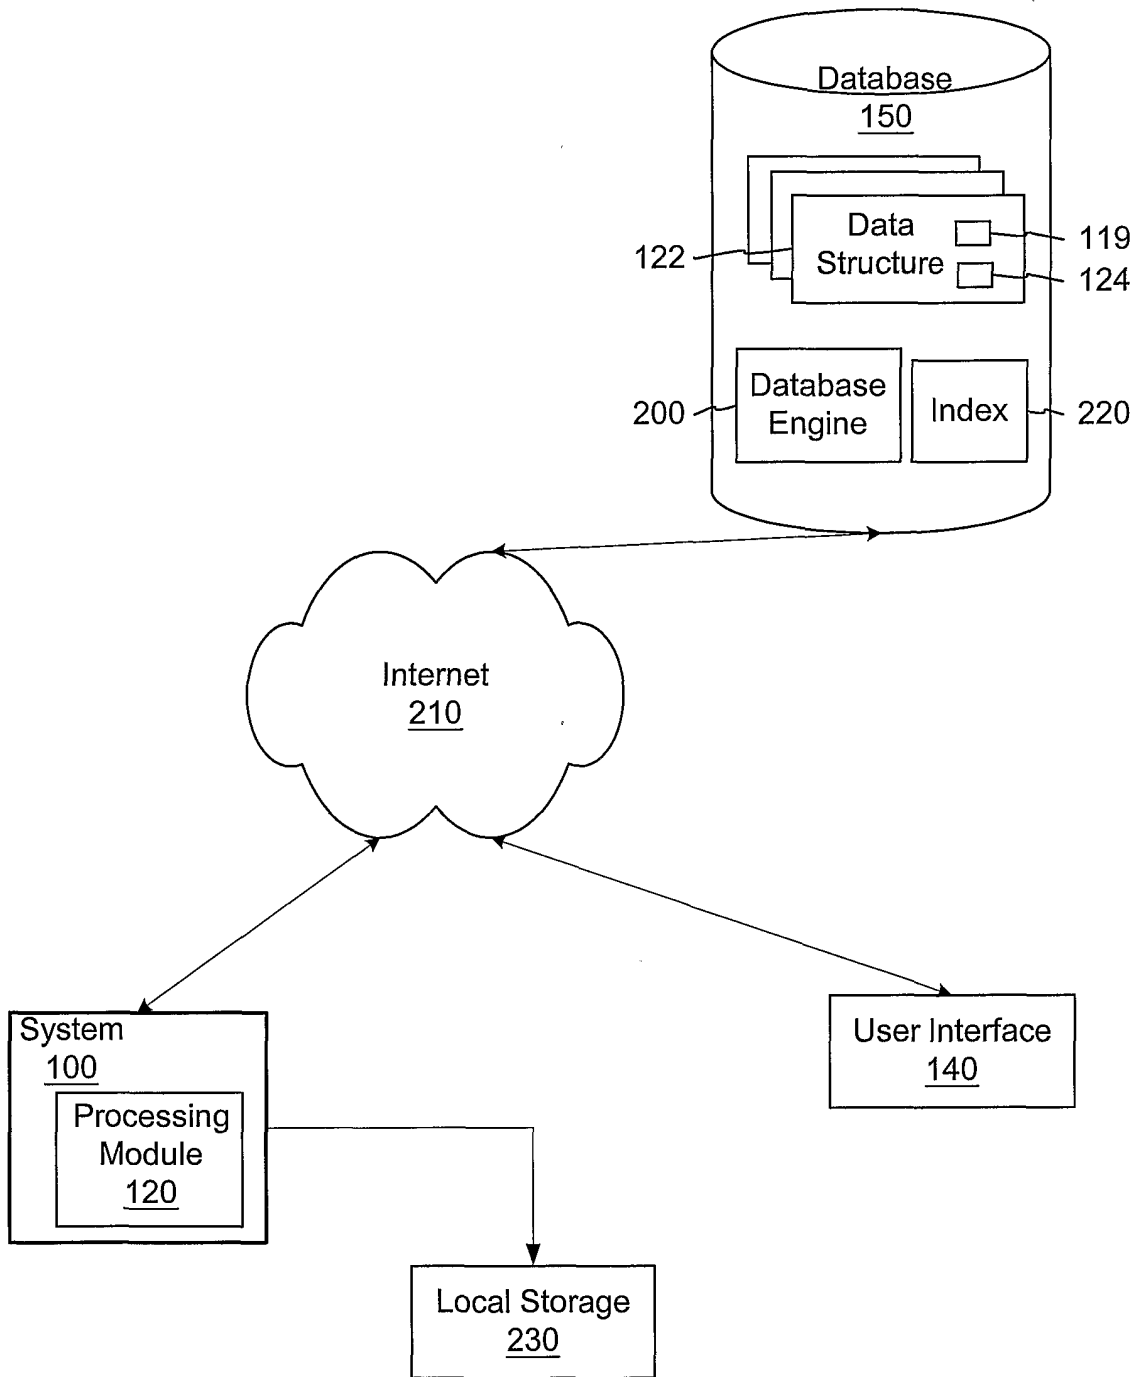 Database
150
Data
Structure
119
122
124
Database
Engine
200
Index
220
Internet
210
System
100
Processing
Module
120
User Interface
140
Local Storage
230